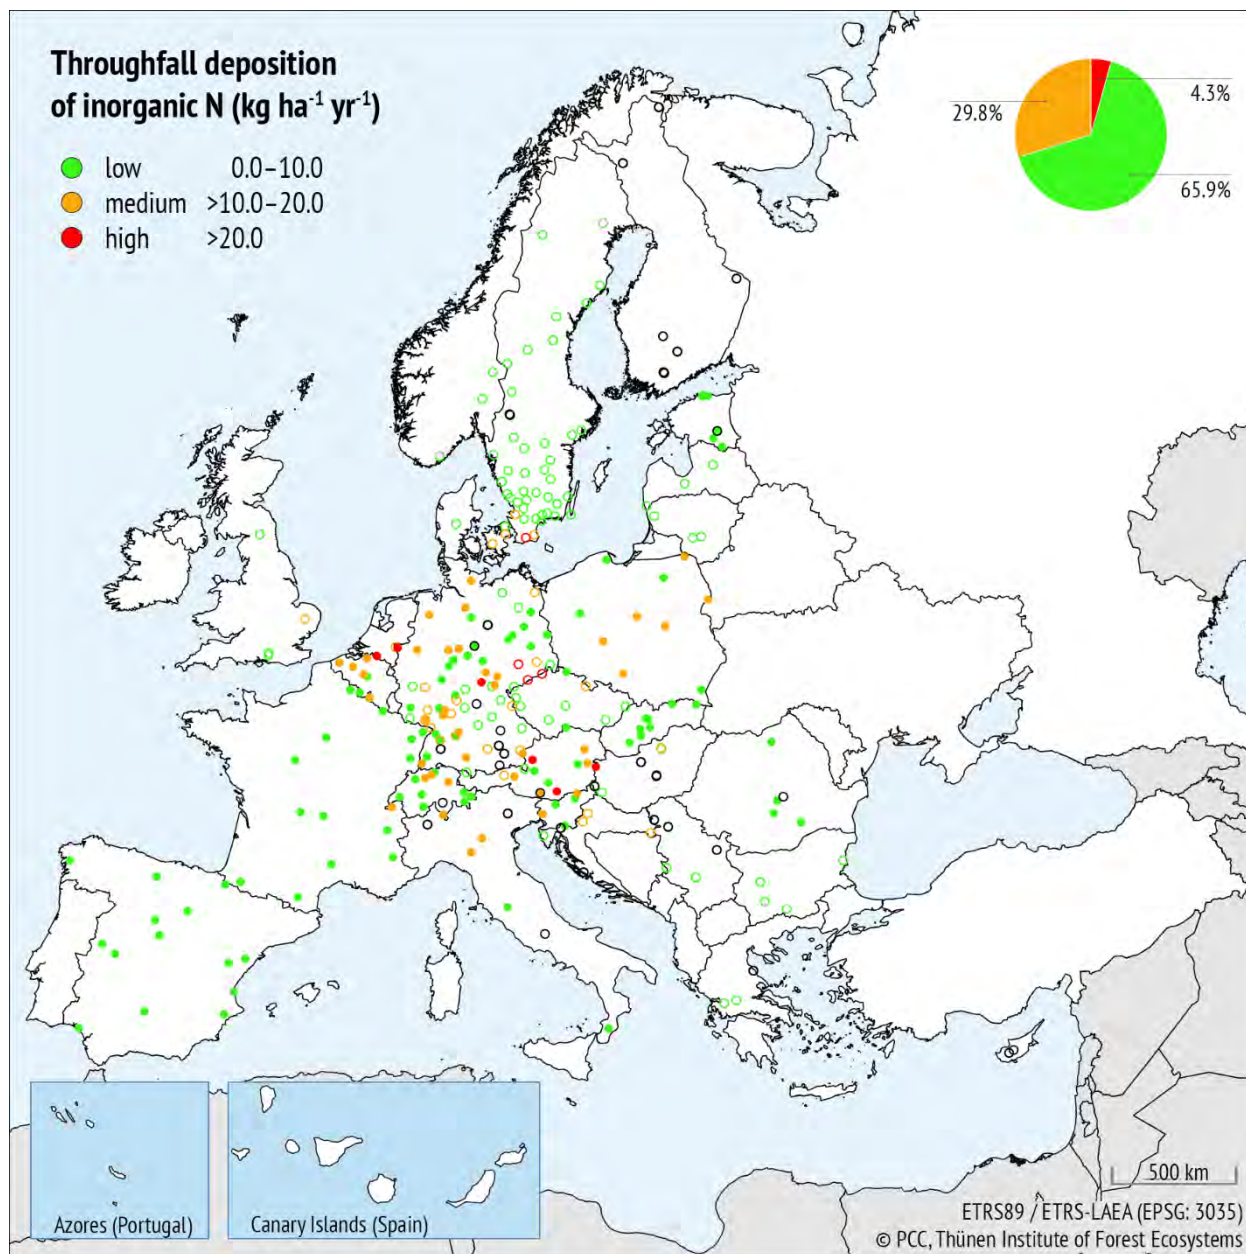 Throughfall deposition
of inorganic N (kg ha⁻¹ yr⁻¹)
low 0.0–10.0
medium >10.0–20.0
high >20.0
4.3%
29.8%
65.9%
500 km
Azores (Portugal)
Canary Islands (Spain)
ETRS89 / ETRS-LAEA (EPSG: 3035)
© PCC, Thünen Institute of Forest Ecosystems